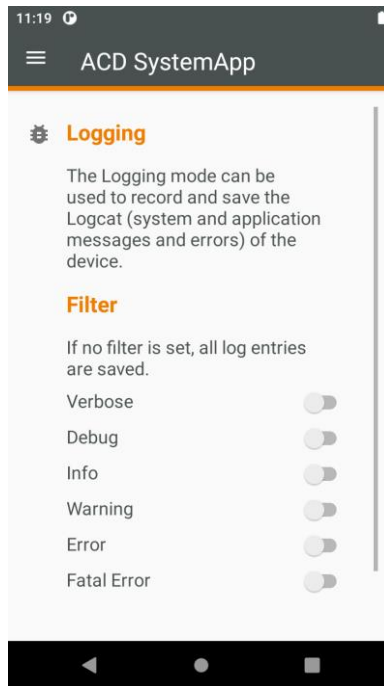 11:19
ACD SystemApp
Logging
The Logging mode can be
used to record and save the
Logcat (system and application
messages and errors) of the
device.
Filter
If no filter is set, all log entries
are saved.
Verbose
Debug
Info
Warning
Error
Fatal Error